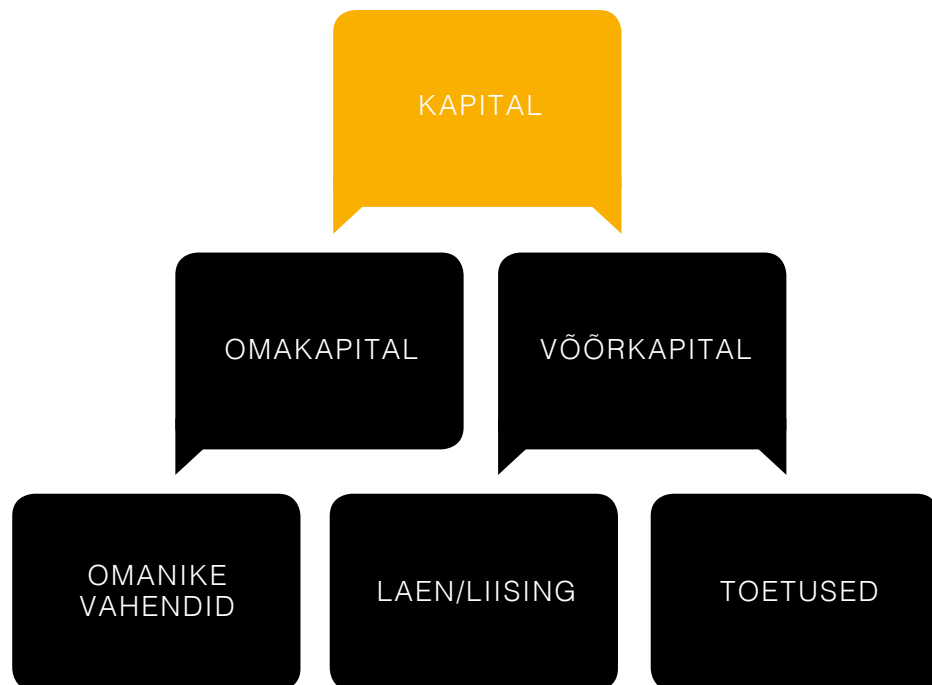 KAPITAL
OMAKAPITAL
VÕÕRKAPITAL
OMANIKE
VAHENDID
LAEN/LIISING
TOETUSED